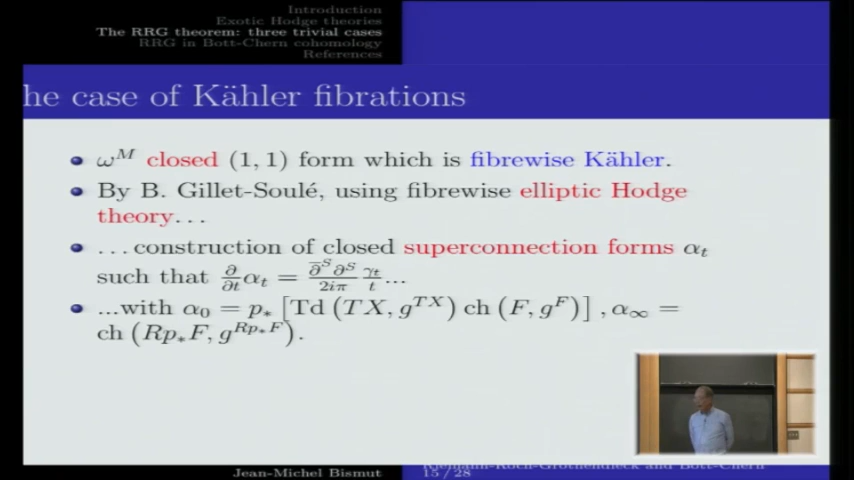 Introduction
Exotic Hodge theories
The RRG theorem: three trivial cases
RRG in Bott-Chern cohomology
References
he case of Kähler fibrations
ω^M closed (1, 1) form which is fibrewise Kähler.
By B. Gillet-Soulé, using fibrewise elliptic Hodge
theory...
...construction of closed superconnection forms α_t
such that ∂/∂t α_t = ∂̄^S ∂^S/2iπ γ_t/t ...
...with α_0 = p_* [Td (TX, g^{TX}) ch (F, g^F)] , α_∞ =
ch (Rp_*F, g^{Rp_*F}).
Jean-Michel Bismut
Riemann-Roch-Grothendieck and Bott-Chern
15 / 28